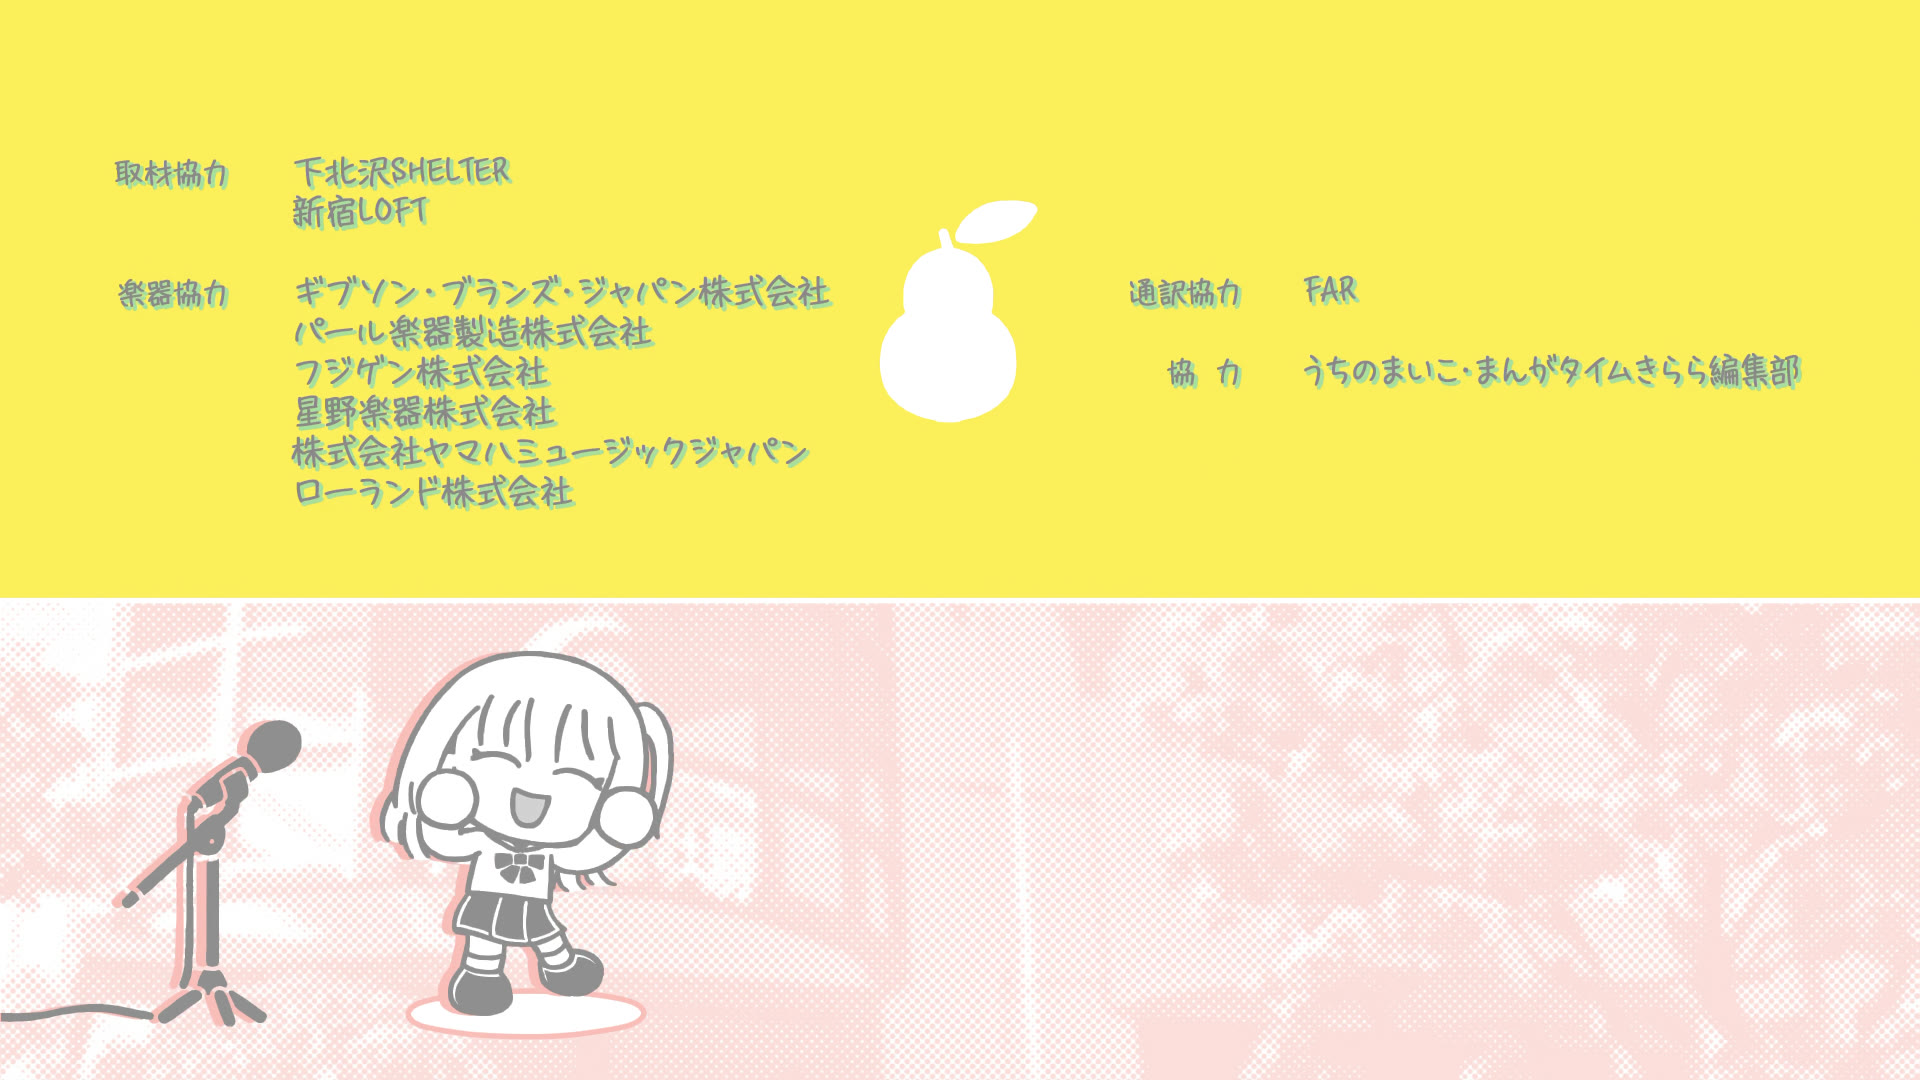 取材協力 下北沢SHELTER
新宿LOFT
楽器協力 ギブソン・ブランズ・ジャパン株式会社
パール楽器製造株式会社
フジゲン株式会社
星野楽器株式会社
株式会社ヤマハミュージックジャパン
ローランド株式会社
通訳協力 FAR
協 力 うちのまいこ・まんがタイムきらら編集部